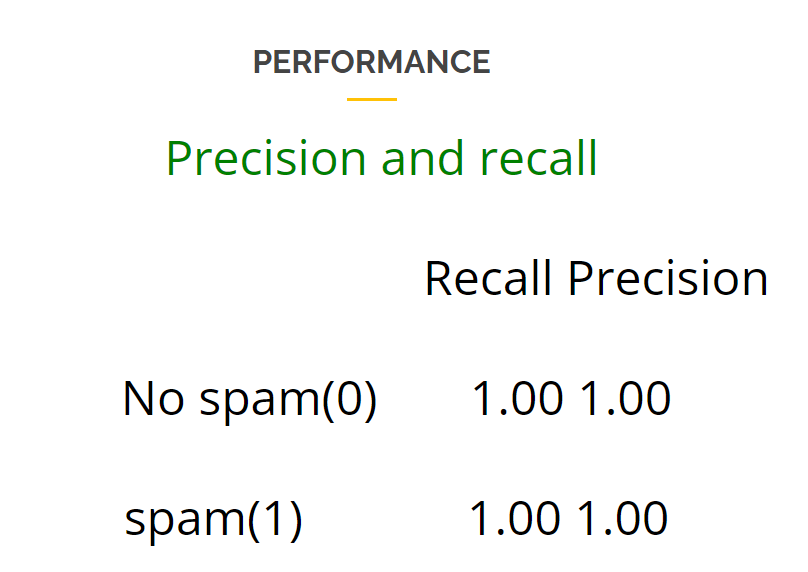 PERFORMANCE
Precision and recall
Recall Precision
No spam(0) 1.00 1.00
spam(1) 1.00 1.00